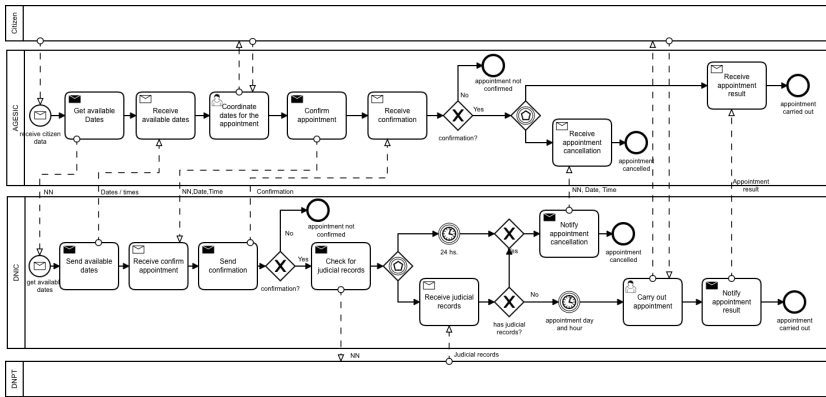 Citizen
AGESIC
receive citizen
data
Get available
Dates
Receive
available dates
Coordinate
dates for the
appointment
Confirm
appointment
Receive
confirmation
confirmation?
No
Yes
appointment not
confirmed
Receive
appointment
cancellation
appointment
cancelled
Receive
appointment
result
appointment
carried out
NN
Dates / times
NN,Date,Time
Confirmation
NN, Date, Time
Appointment
result
DNIC
get available
dates
Send available
dates
Receive confirm
appointment
Send
confirmation
confirmation?
No
Yes
appointment not
confirmed
Check for
judicial records
24 hs.
Receive judicial
records
Yes
has judicial
records?
No
Notify
appointment
cancellation
appointment
cancelled
appointment day
and hour
Carry out
appointment
Notify
appointment
result
appointment
carried out
NN
Judicial records
DNPT